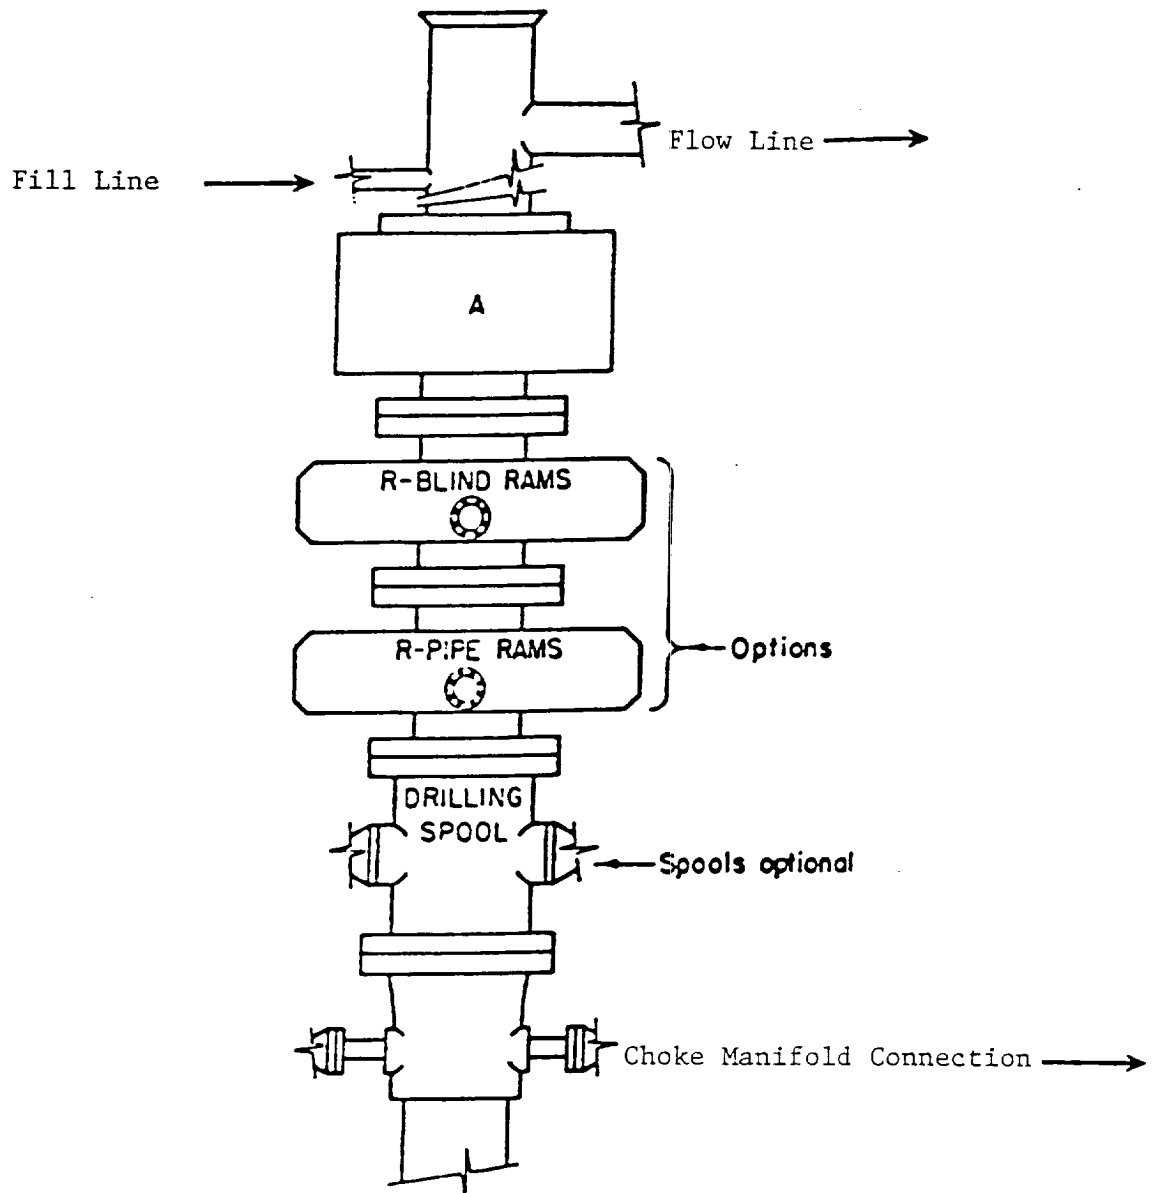 Flow Line
Fill Line
A
R-BLIND RAMS
R-PIPE RAMS
Options
DRILLING
SPOOL
Spools optional
Choke Manifold Connection